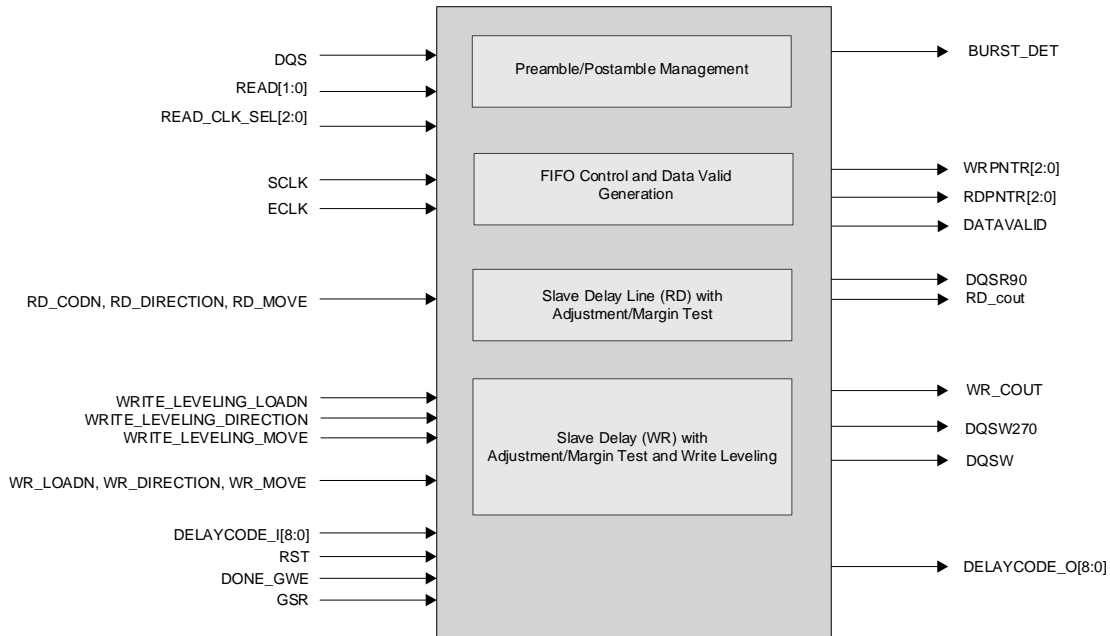 DQS
READ[1:0]
READ_CLK_SEL[2:0]
Preamble/Postamble Management
BURST_DET
SCLK
ECLK
FIFO Control and Data Valid
Generation
WRPNTR[2:0]
RDPNTR[2:0]
DATAVALID
RD_CODN, RD_DIRECTION, RD_MOVE
Slave Delay Line (RD) with
Adjustment/Margin Test
DQSR90
RD_cout
WRITE_LEVELING_LOADN
WRITE_LEVELING_DIRECTION
WRITE_LEVELING_MOVE
WR_LOADN, WR_DIRECTION, WR_MOVE
Slave Delay (WR) with
Adjustment/Margin Test and Write Leveling
WR_COUT
DQSW270
DQSW
DELAYCODE_I[8:0]
RST
DONE_GWE
GSR
DELAYCODE_O[8:0]